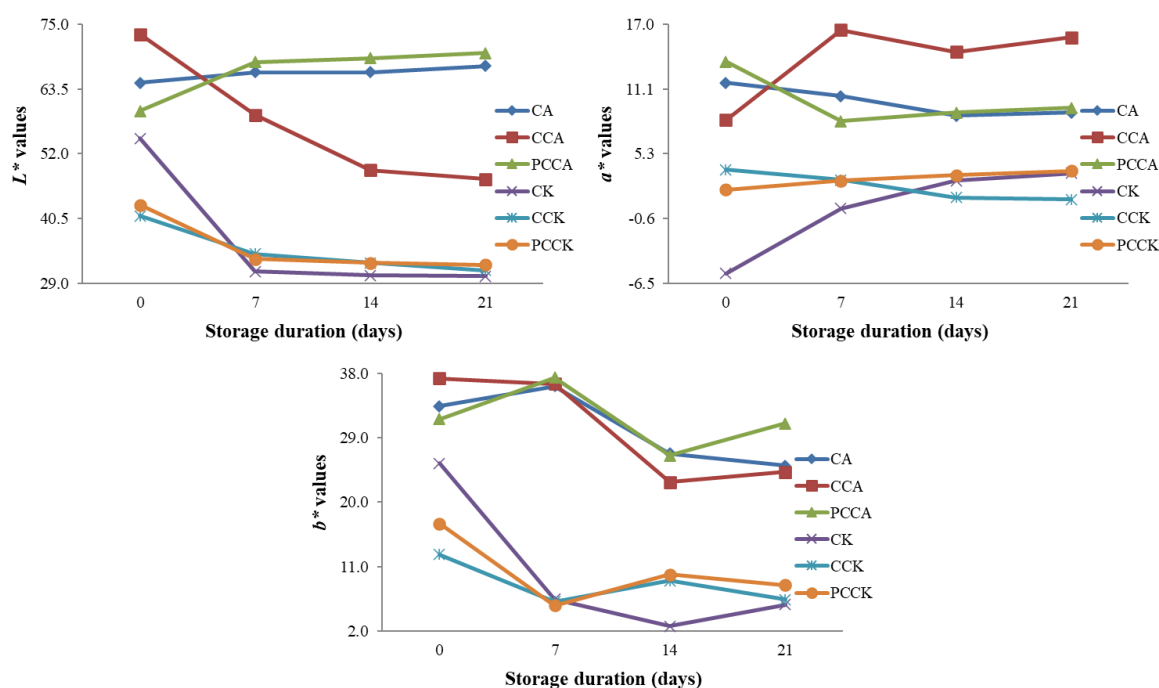 75.0
63.5
52.0
40.5
29.0
L* values
0 7 14 21
Storage duration (days)
CA
CCA
PCCA
CK
CCK
PCCK
17.0
11.1
5.3
-0.6
-6.5
a* values
0 7 14 21
Storage duration (days)
CA
CCA
PCCA
CK
CCK
PCCK
38.0
29.0
20.0
11.0
2.0
b* values
0 7 14 21
Storage duration (days)
CA
CCA
PCCA
CK
CCK
PCCK